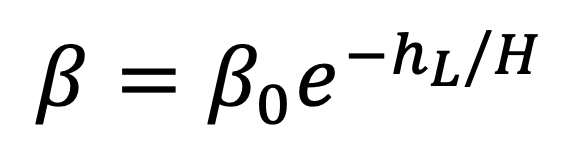 β = β₀e^{-h_L/H}